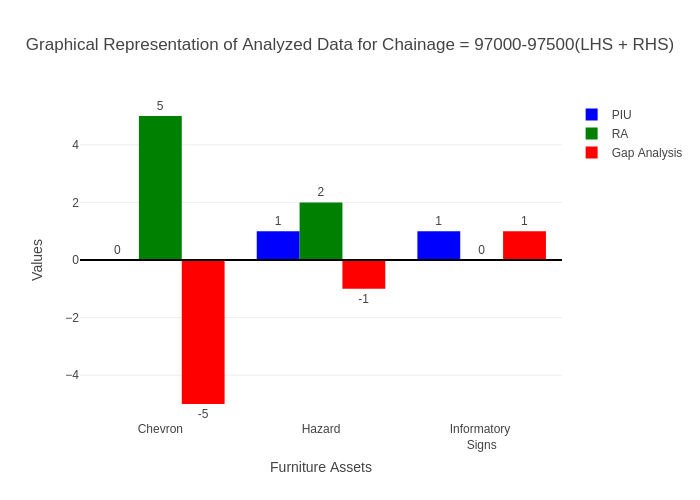 Graphical Representation of Analyzed Data for Chainage = 97000-97500(LHS + RHS)
PIU
RA
Gap Analysis
Values
4
2
0
−2
−4
0
5
-5
1
2
-1
1
0
1
Chevron
Hazard
Informatory
Signs
Furniture Assets